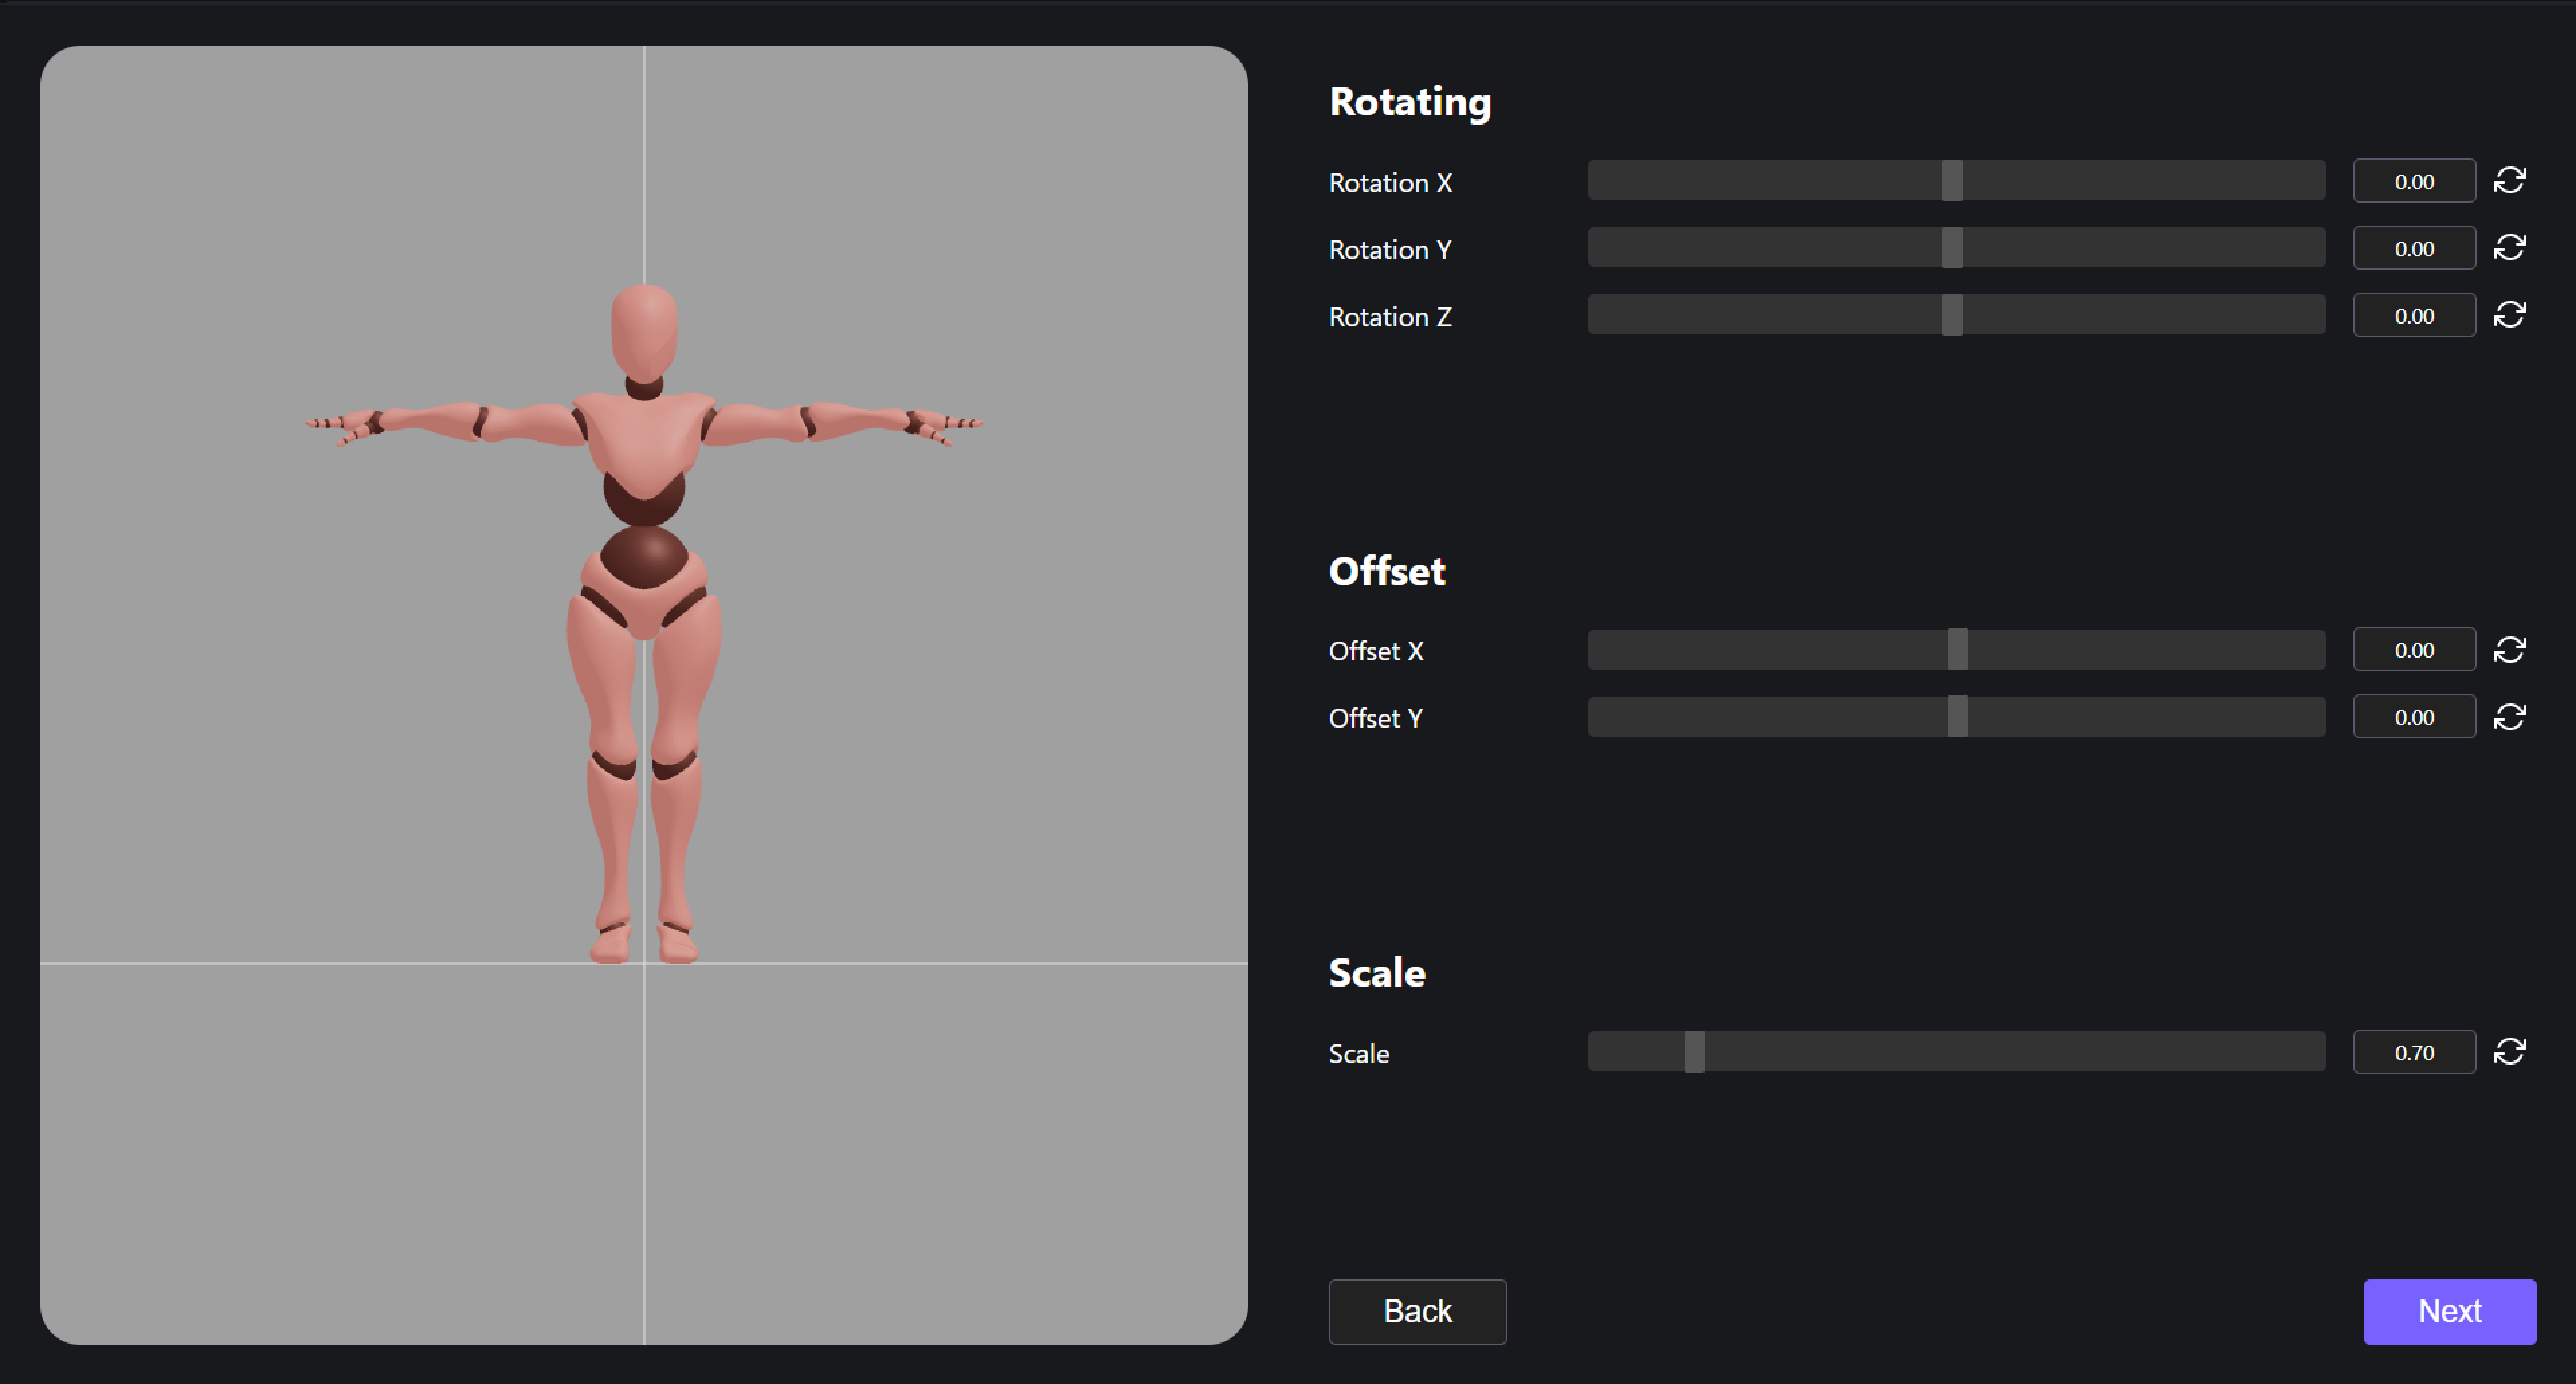 Rotating
Rotation X 0.00
Rotation Y 0.00
Rotation Z 0.00
Offset
Offset X 0.00
Offset Y 0.00
Scale
Scale 0.70
Back Next